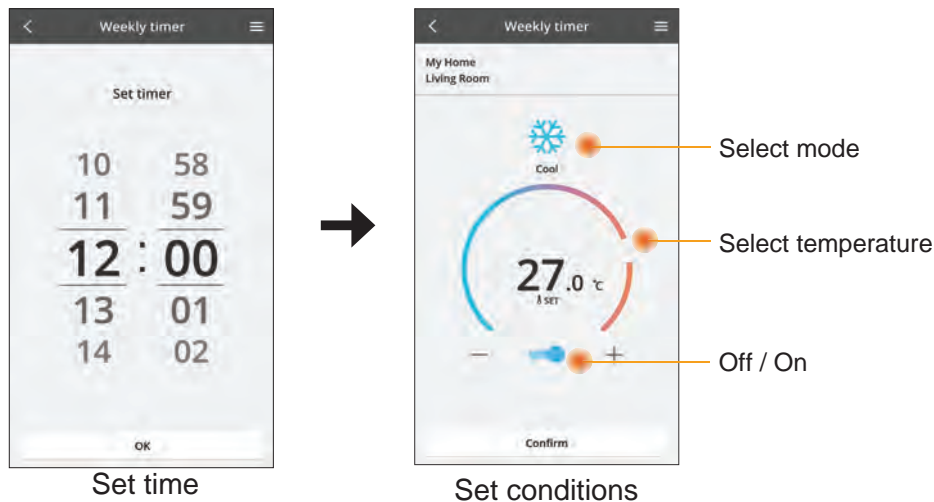 Weekly timer
Set timer
10 58
11 59
12 : 00
13 01
14 02
OK
Set time
Weekly timer
My Home
Living Room
Cool
27.0 ℃
SET
− +
Confirm
Set conditions
Select mode
Select temperature
Off / On